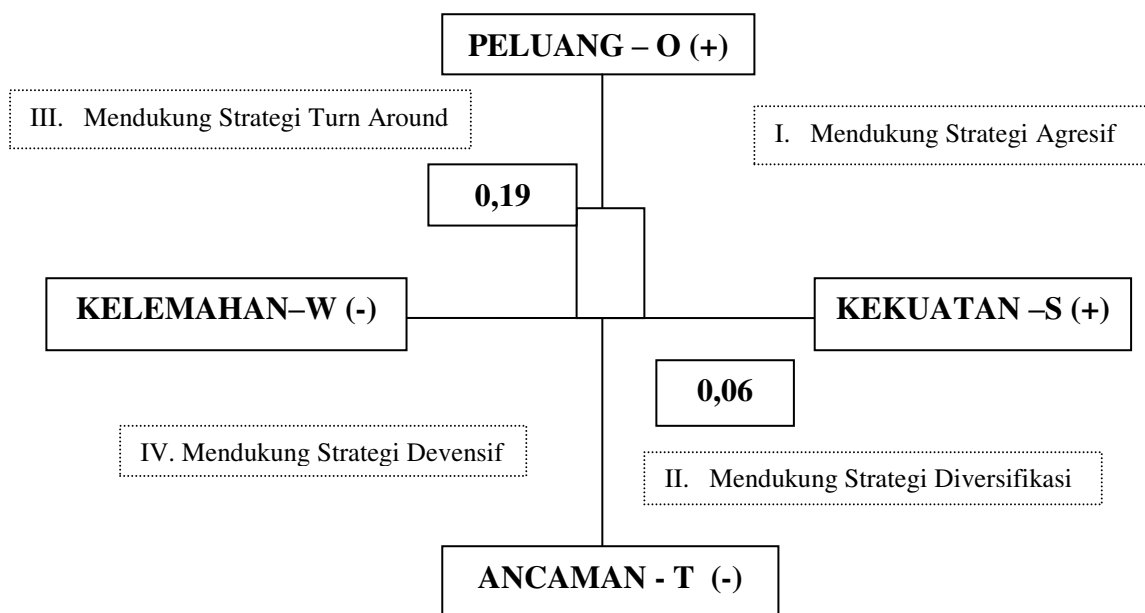 PELUANG – O (+)
III. Mendukung Strategi Turn Around
I. Mendukung Strategi Agresif
0,19
KELEMAHAN–W (-)
KEKUATAN –S (+)
0,06
IV. Mendukung Strategi Devensif
II. Mendukung Strategi Diversifikasi
ANCAMAN - T (-)